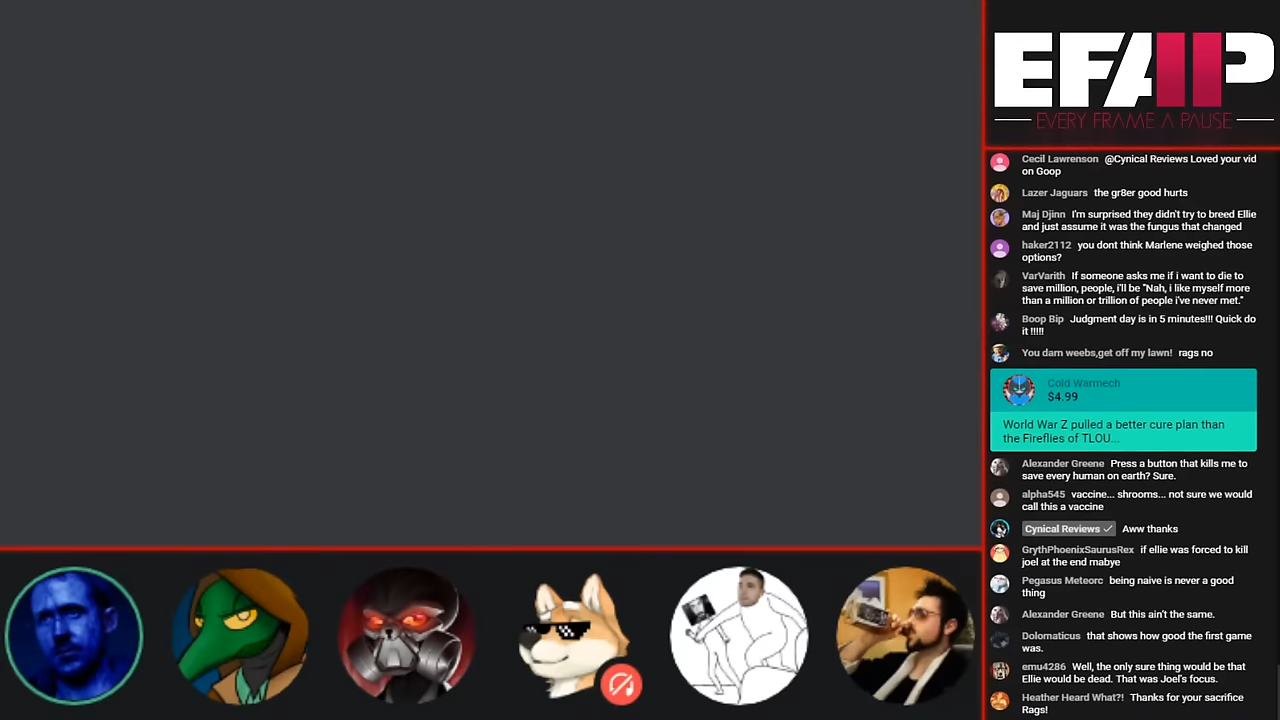 EFAP
EVERY FRAME A PAUSE
Cecil Lawrenson @Cynical Reviews Loved your vid
on Goop
Lazer Jaguars the gr8er good hurts
Maj Djinn I'm surprised they didn't try to breed Ellie
and just assume it was the fungus that changed
haker2112 you dont think Marlene weighed those
options?
VarVarith If someone asks me if i want to die to
save million, people, i'll be "Nah, i like myself more
than a million or trillion of people i've never met."
Boop Bip Judgment day is in 5 minutes!!! Quick do
it !!!!!
You darn weebs,get off my lawn! rags no
Cold Warmech
$4.99
World War Z pulled a better cure plan than
the Fireflies of TLOU...
Alexander Greene Press a button that kills me to
save every human on earth? Sure.
alpha545 vaccine... shrooms... not sure we would
call this a vaccine
Cynical Reviews ✓ Aww thanks
GrythPhoenixSaurusRex if ellie was forced to kill
joel at the end mabye
Pegasus Meteorc being naive is never a good
thing
Alexander Greene But this ain't the same.
Dolomaticus that shows how good the first game
was.
emu4286 Well, the only sure thing would be that
Ellie would be dead. That was Joel's focus.
Heather Heard What?! Thanks for your sacrifice
Rags!